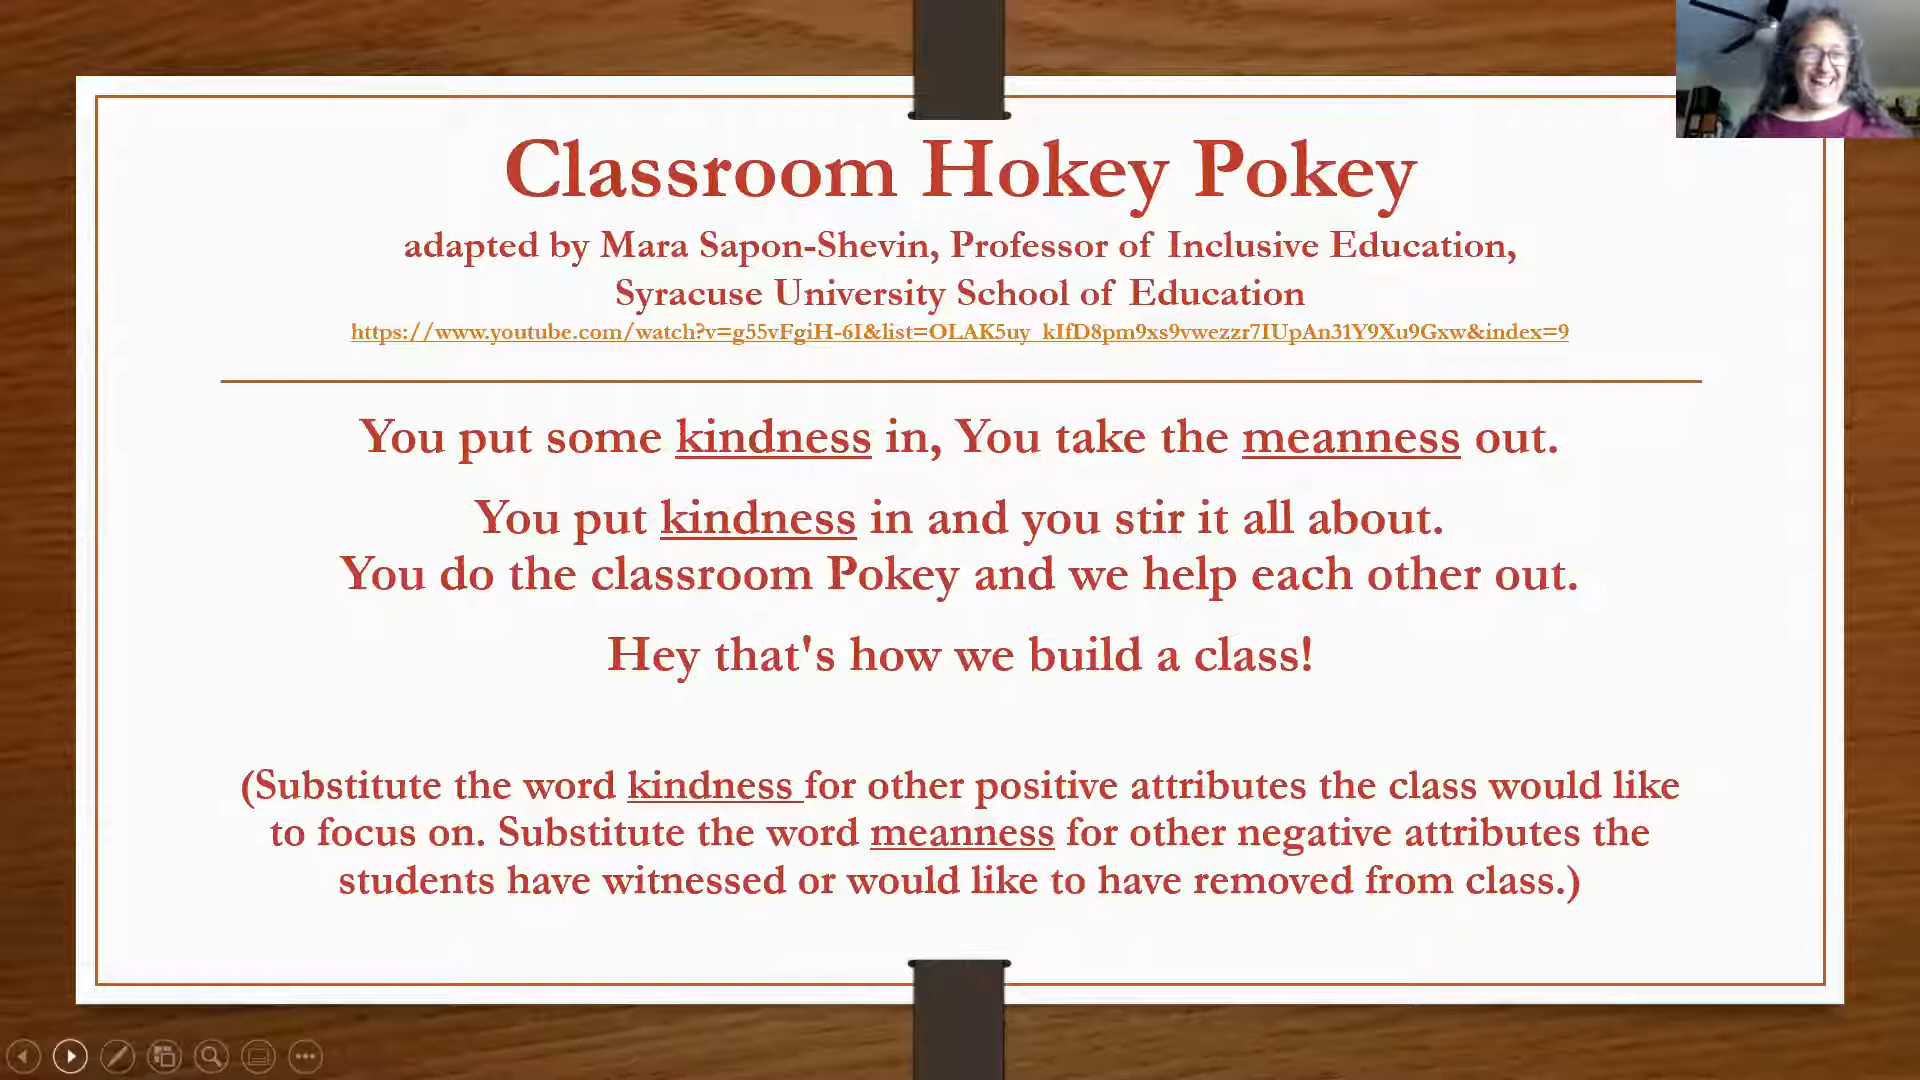 Classroom Hokey Pokey
adapted by Mara Sapon-Shevin, Professor of Inclusive Education,
Syracuse University School of Education
https://www.youtube.com/watch?v=g55vFgiH-6I&list=OLAK5uy_kIfD8pm9xs9vwezzr7IUpAn31Y9Xu9Gxw&index=9
You put some kindness in, You take the meanness out.
You put kindness in and you stir it all about.
You do the classroom Pokey and we help each other out.
Hey that's how we build a class!
(Substitute the word kindness for other positive attributes the class would like
to focus on. Substitute the word meanness for other negative attributes the
students have witnessed or would like to have removed from class.)